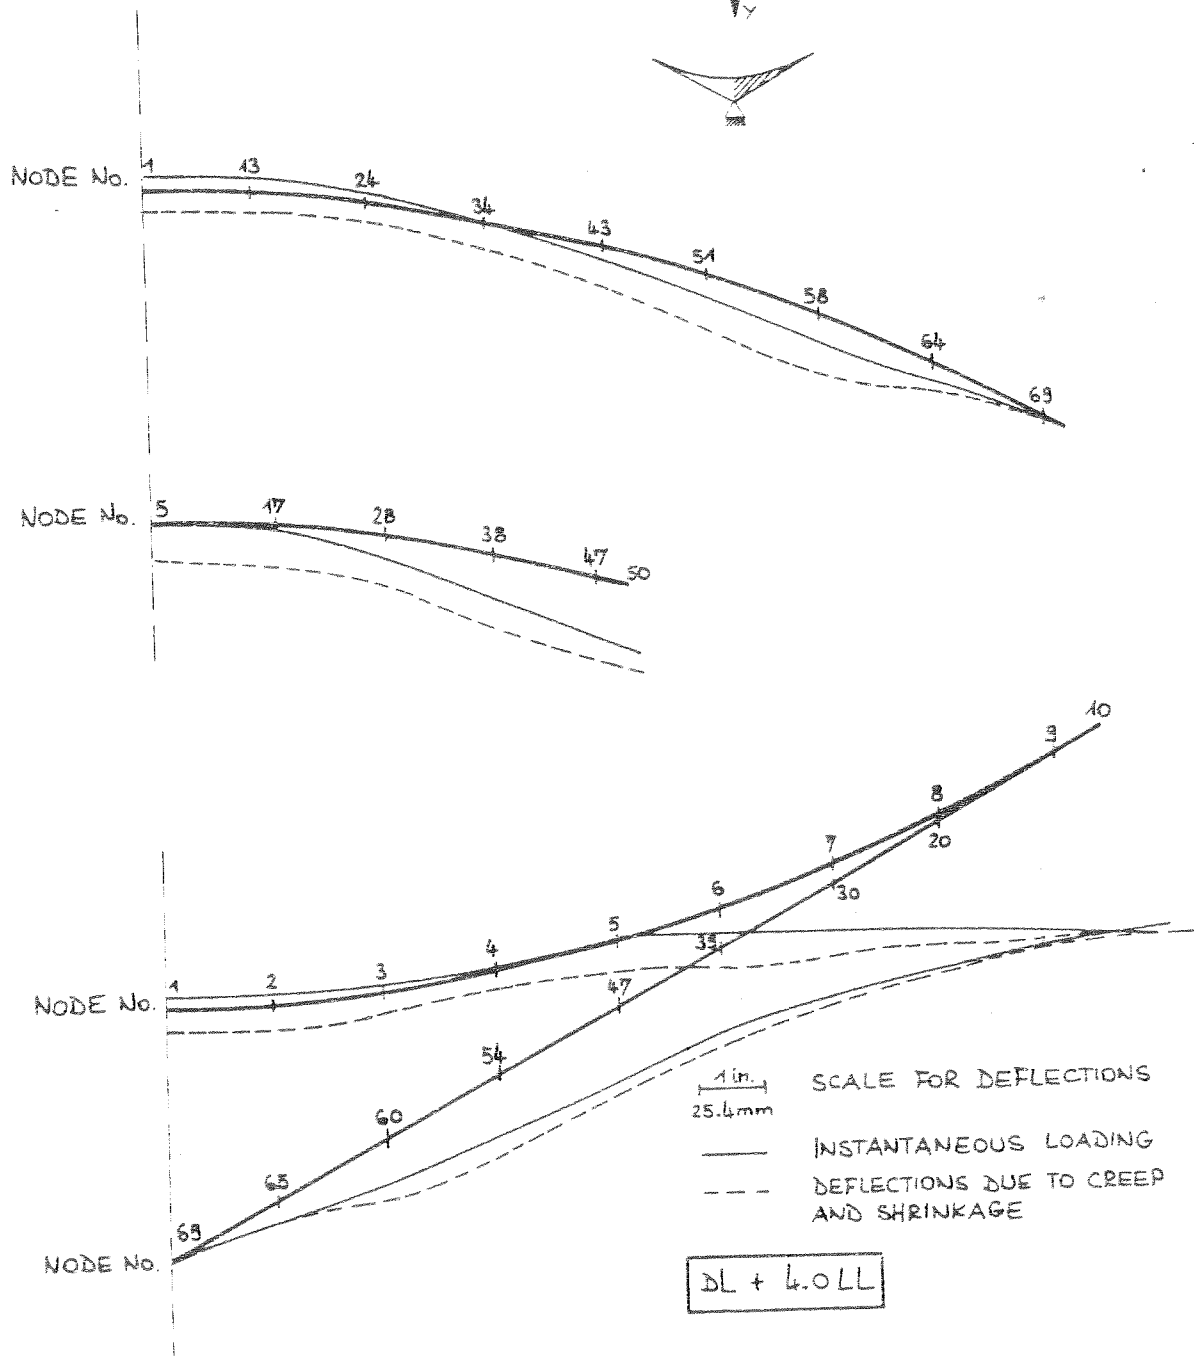 Y
NODE No. 1 13 24 34 43 51 58 64 69
NODE No. 5 17 28 38 47 50
10
9
8
20
7
30
6
39
5
4
47
NODE No. 1 2 3
54
60
65
69
NODE No.
1 in.
25.4mm
SCALE FOR DEFLECTIONS
INSTANTANEOUS LOADING
DEFLECTIONS DUE TO CREEP
AND SHRINKAGE
DL + 4.0 LL